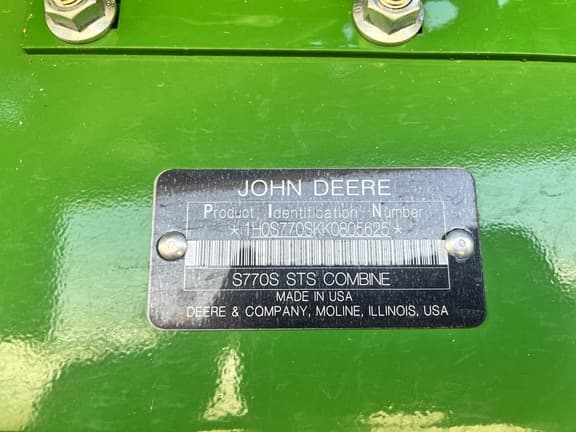 JOHN DEERE
Product Identification Number
*1H0S770SKK0805625*
S770S STS COMBINE
MADE IN USA
DEERE & COMPANY, MOLINE, ILLINOIS, USA